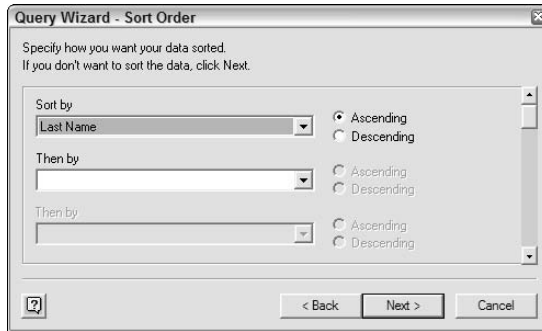 Query Wizard - Sort Order
Specify how you want your data sorted.
If you don't want to sort the data, click Next.
Sort by
Last Name
Ascending
Descending
Then by
Ascending
Descending
Then by
Ascending
Descending
?
< Back
Next >
Cancel